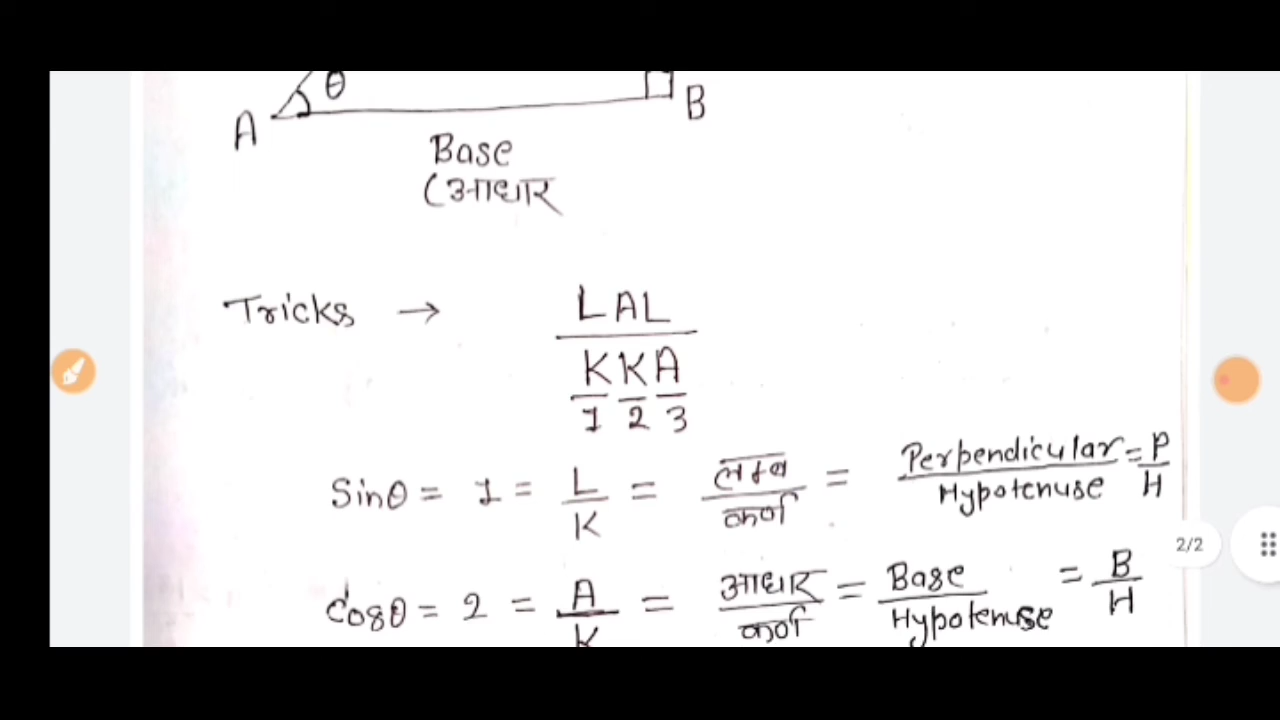 θ
A B
Base
(आधार
Tricks → LAL
KKA
1 2 3
Sinθ = 1 = L/K = लम्ब/कर्ण = Perpendicular/Hypotenuse = P/H
2/2
Cosθ = 2 = A/K = आधार/कर्ण = Base/Hypotenuse = B/H